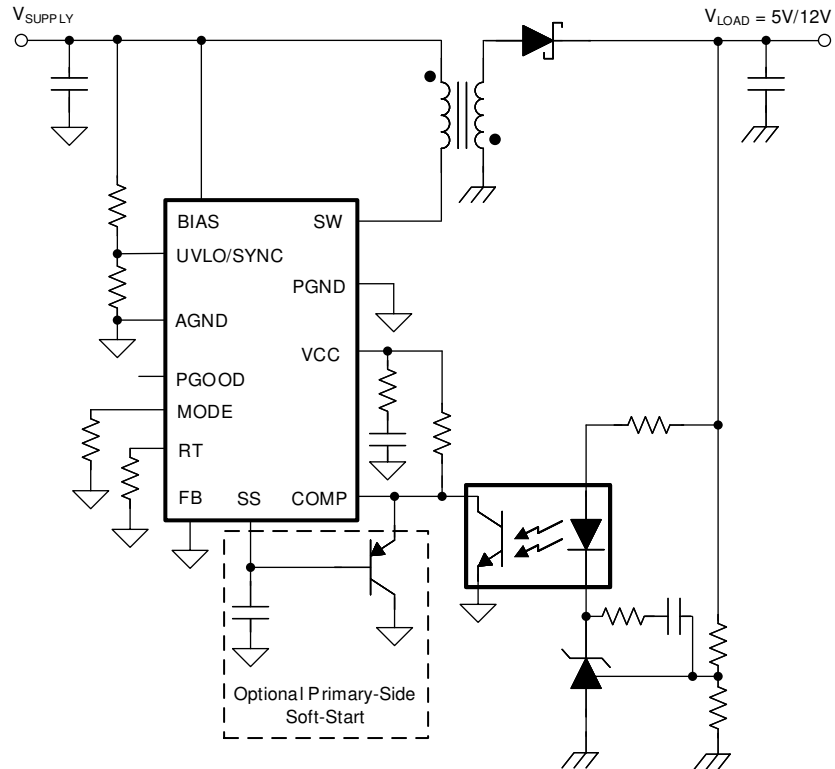 VSUPPLY
VLOAD = 5V/12V
BIAS
SW
UVLO/SYNC
PGND
AGND
VCC
PGOOD
MODE
RT
FB
SS
COMP
Optional Primary-Side
Soft-Start